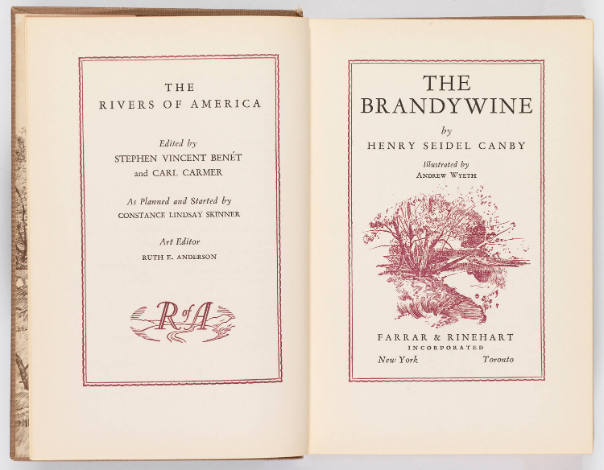 THE
RIVERS OF AMERICA
Edited by
STEPHEN VINCENT BENÉT
and CARL CARMER
As Planned and Started by
CONSTANCE LINDSAY SKINNER
Art Editor
RUTH E. ANDERSON
R of A
THE
BRANDYWINE
by
HENRY SEIDEL CANBY
Illustrated by
ANDREW WYETH
FARRAR & RINEHART
INCORPORATED
New York Toronto